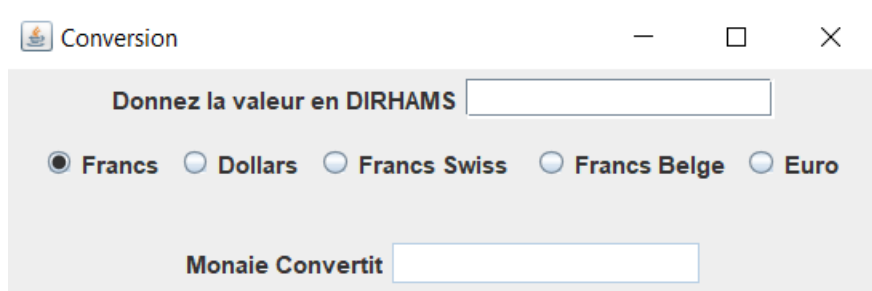 Conversion
Donnez la valeur en DIRHAMS
Francs Dollars Francs Swiss Francs Belge Euro
Monaie Convertit